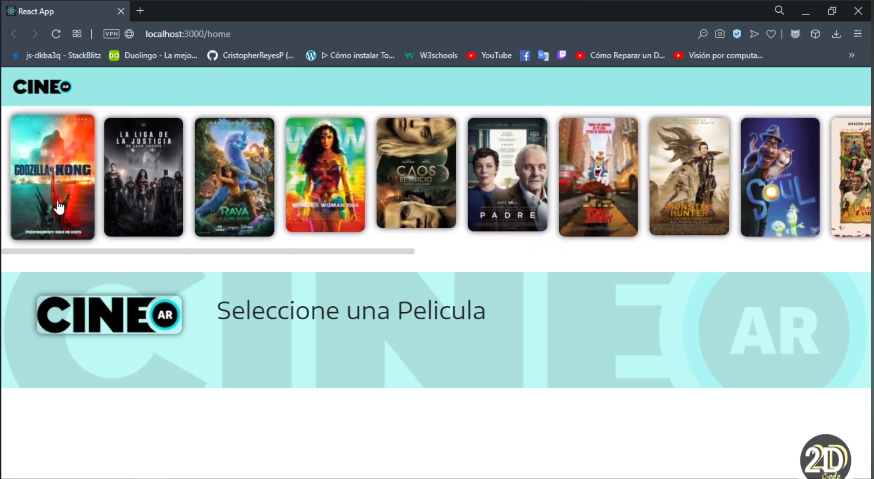 React App
VPN
localhost:3000/home
js-dkba3q - StackBlitz
Duolingo - La mejo...
CristopherReyesP (...
▷ Cómo instalar To...
W3schools
YouTube
Cómo Reparar un D...
Visión por computa...
»
CINE AR
GODZILLA KONG
LA LIGA DE
LA JUSTICIA
RAYA
WONDER WOMAN
CAOS
PADRE
MONSTER
HUNTER
SOUL
CINE AR
Seleccione una Pelicula
CINE AR
2D
Code